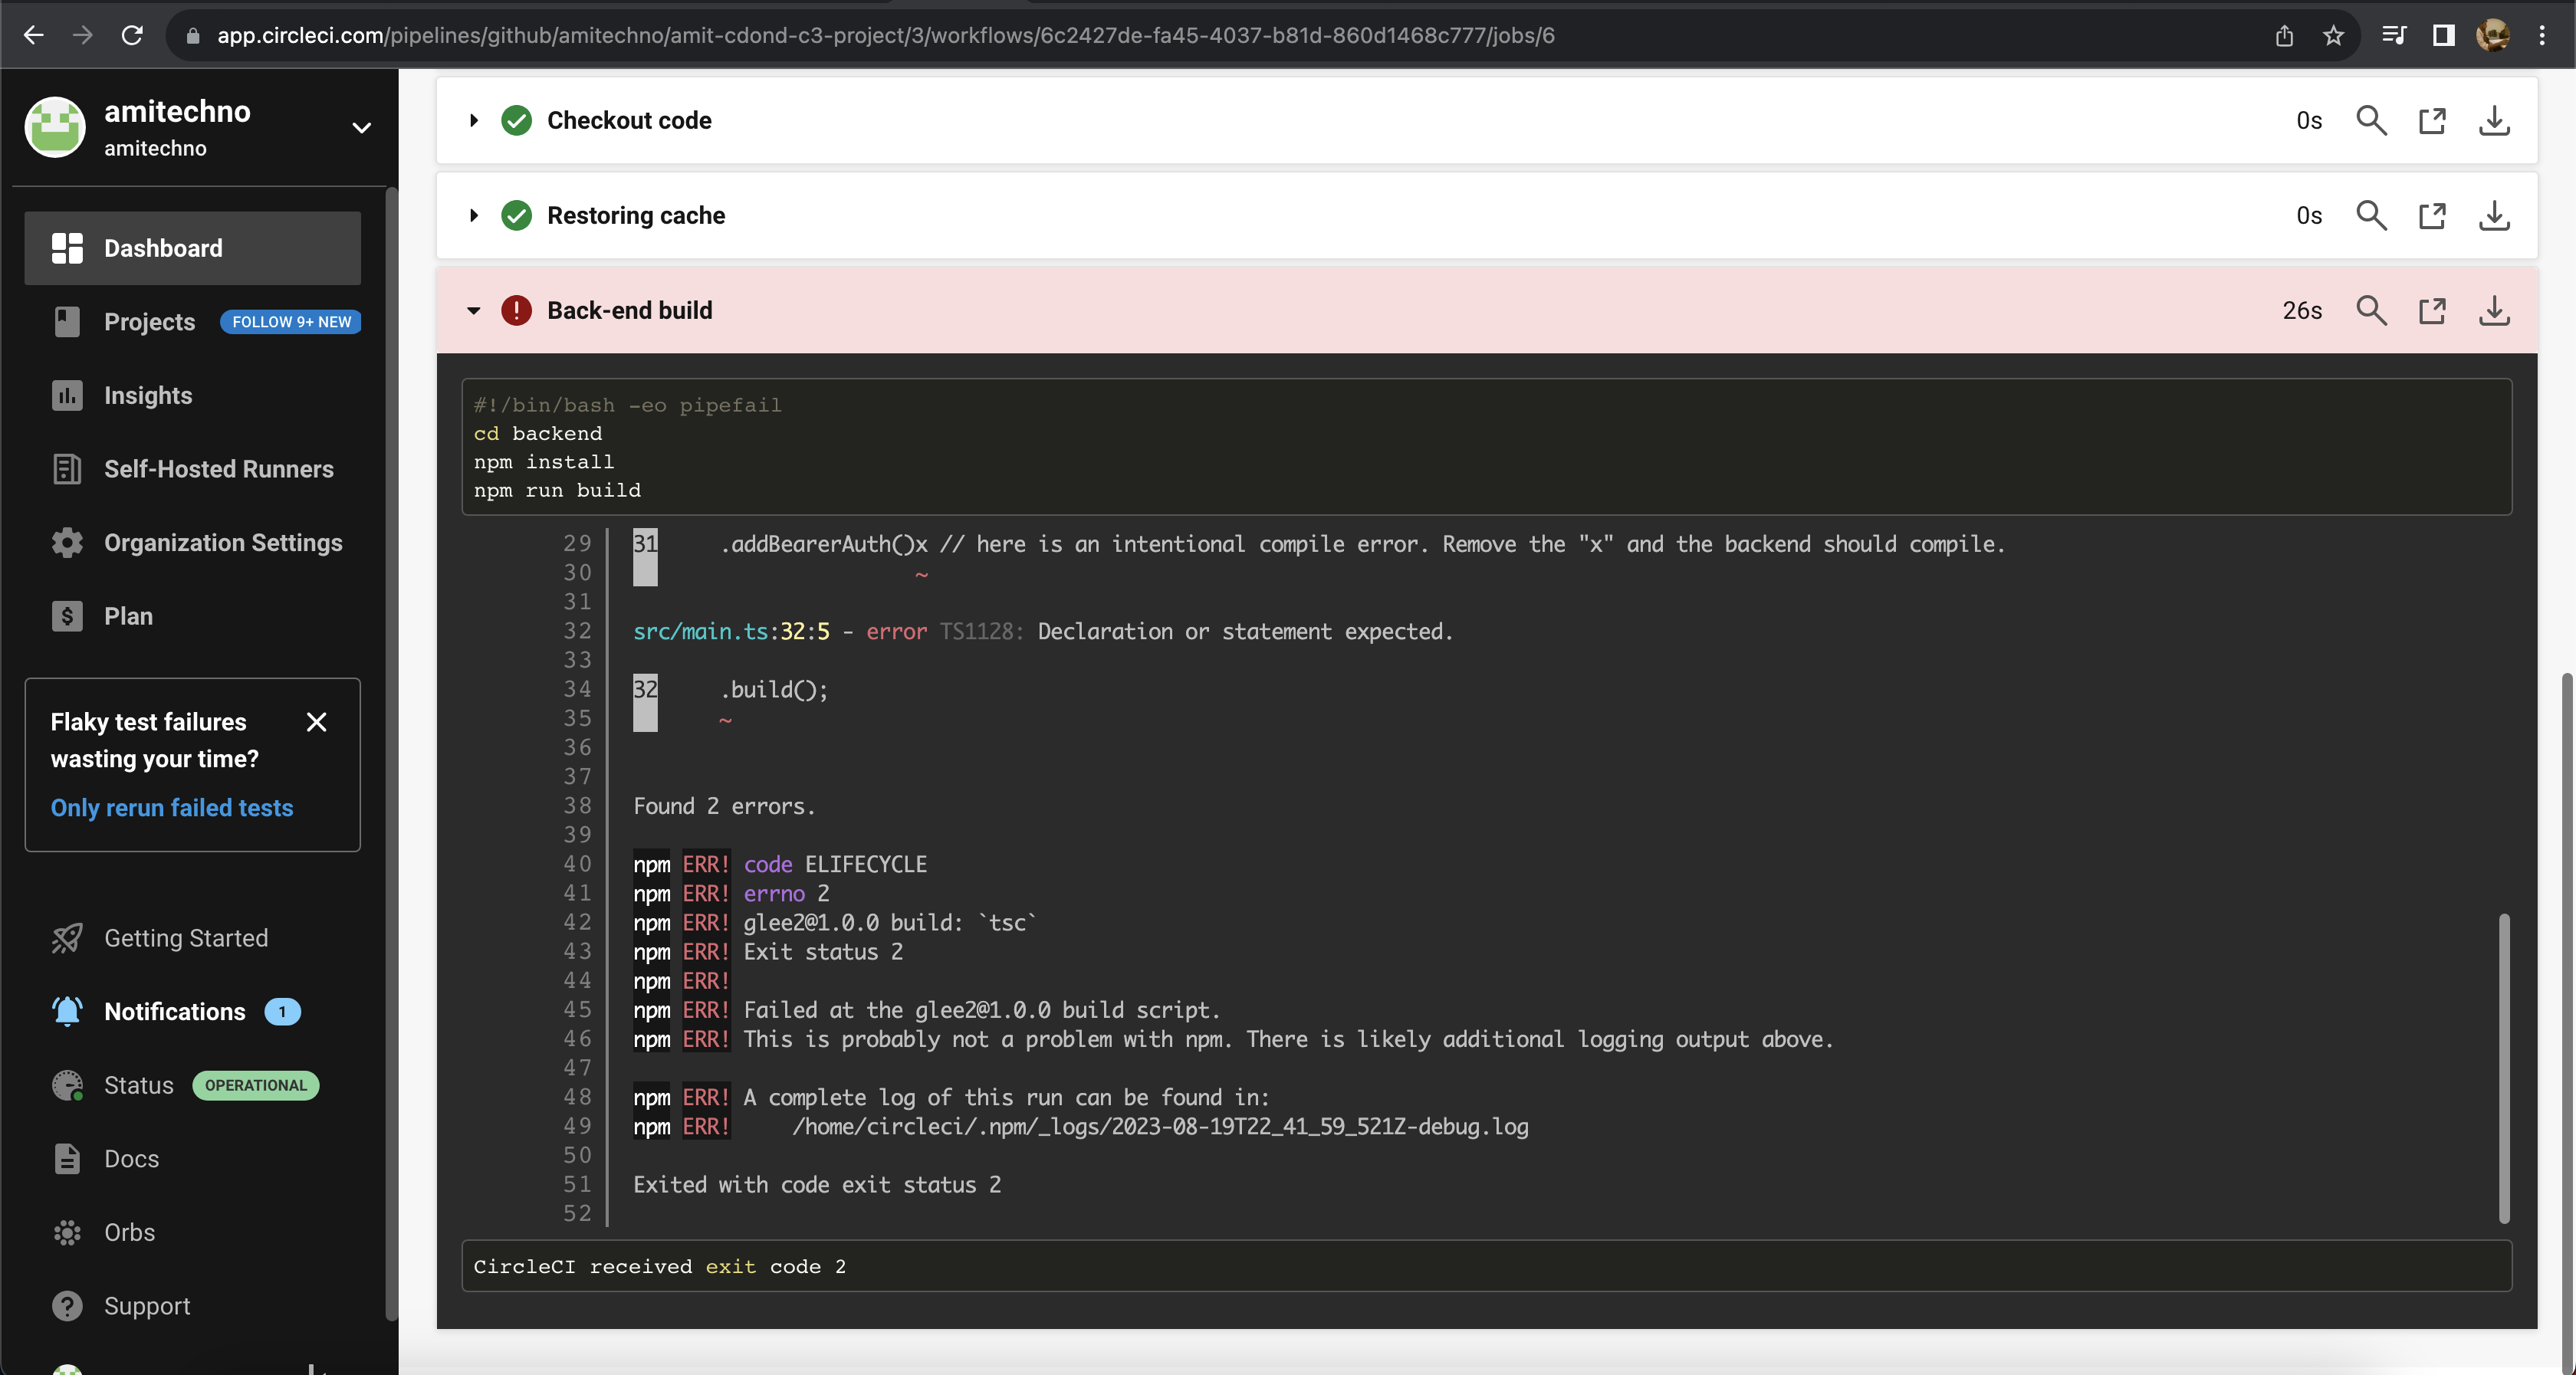 app.circleci.com/pipelines/github/amitechno/amit-cdond-c3-project/3/workflows/6c2427de-fa45-4037-b81d-860d1468c777/jobs/6
amitechno
amitechno
Dashboard
Projects FOLLOW 9+ NEW
Insights
Self-Hosted Runners
Organization Settings
Plan
Flaky test failures
wasting your time?
Only rerun failed tests
Getting Started
Notifications 1
Status OPERATIONAL
Docs
Orbs
Support
Checkout code 0s
Restoring cache 0s
Back-end build 26s
#!/bin/bash -eo pipefail
cd backend
npm install
npm run build
29 31 .addBearerAuth()x // here is an intentional compile error. Remove the "x" and the backend should compile.
30 ~
31
32 src/main.ts:32:5 - error TS1128: Declaration or statement expected.
33
34 32 .build();
35 ~
36
37
38 Found 2 errors.
39
40 npm ERR! code ELIFECYCLE
41 npm ERR! errno 2
42 npm ERR! glee2@1.0.0 build: `tsc`
43 npm ERR! Exit status 2
44 npm ERR!
45 npm ERR! Failed at the glee2@1.0.0 build script.
46 npm ERR! This is probably not a problem with npm. There is likely additional logging output above.
47
48 npm ERR! A complete log of this run can be found in:
49 npm ERR! /home/circleci/.npm/_logs/2023-08-19T22_41_59_521Z-debug.log
50
51 Exited with code exit status 2
52
CircleCI received exit code 2